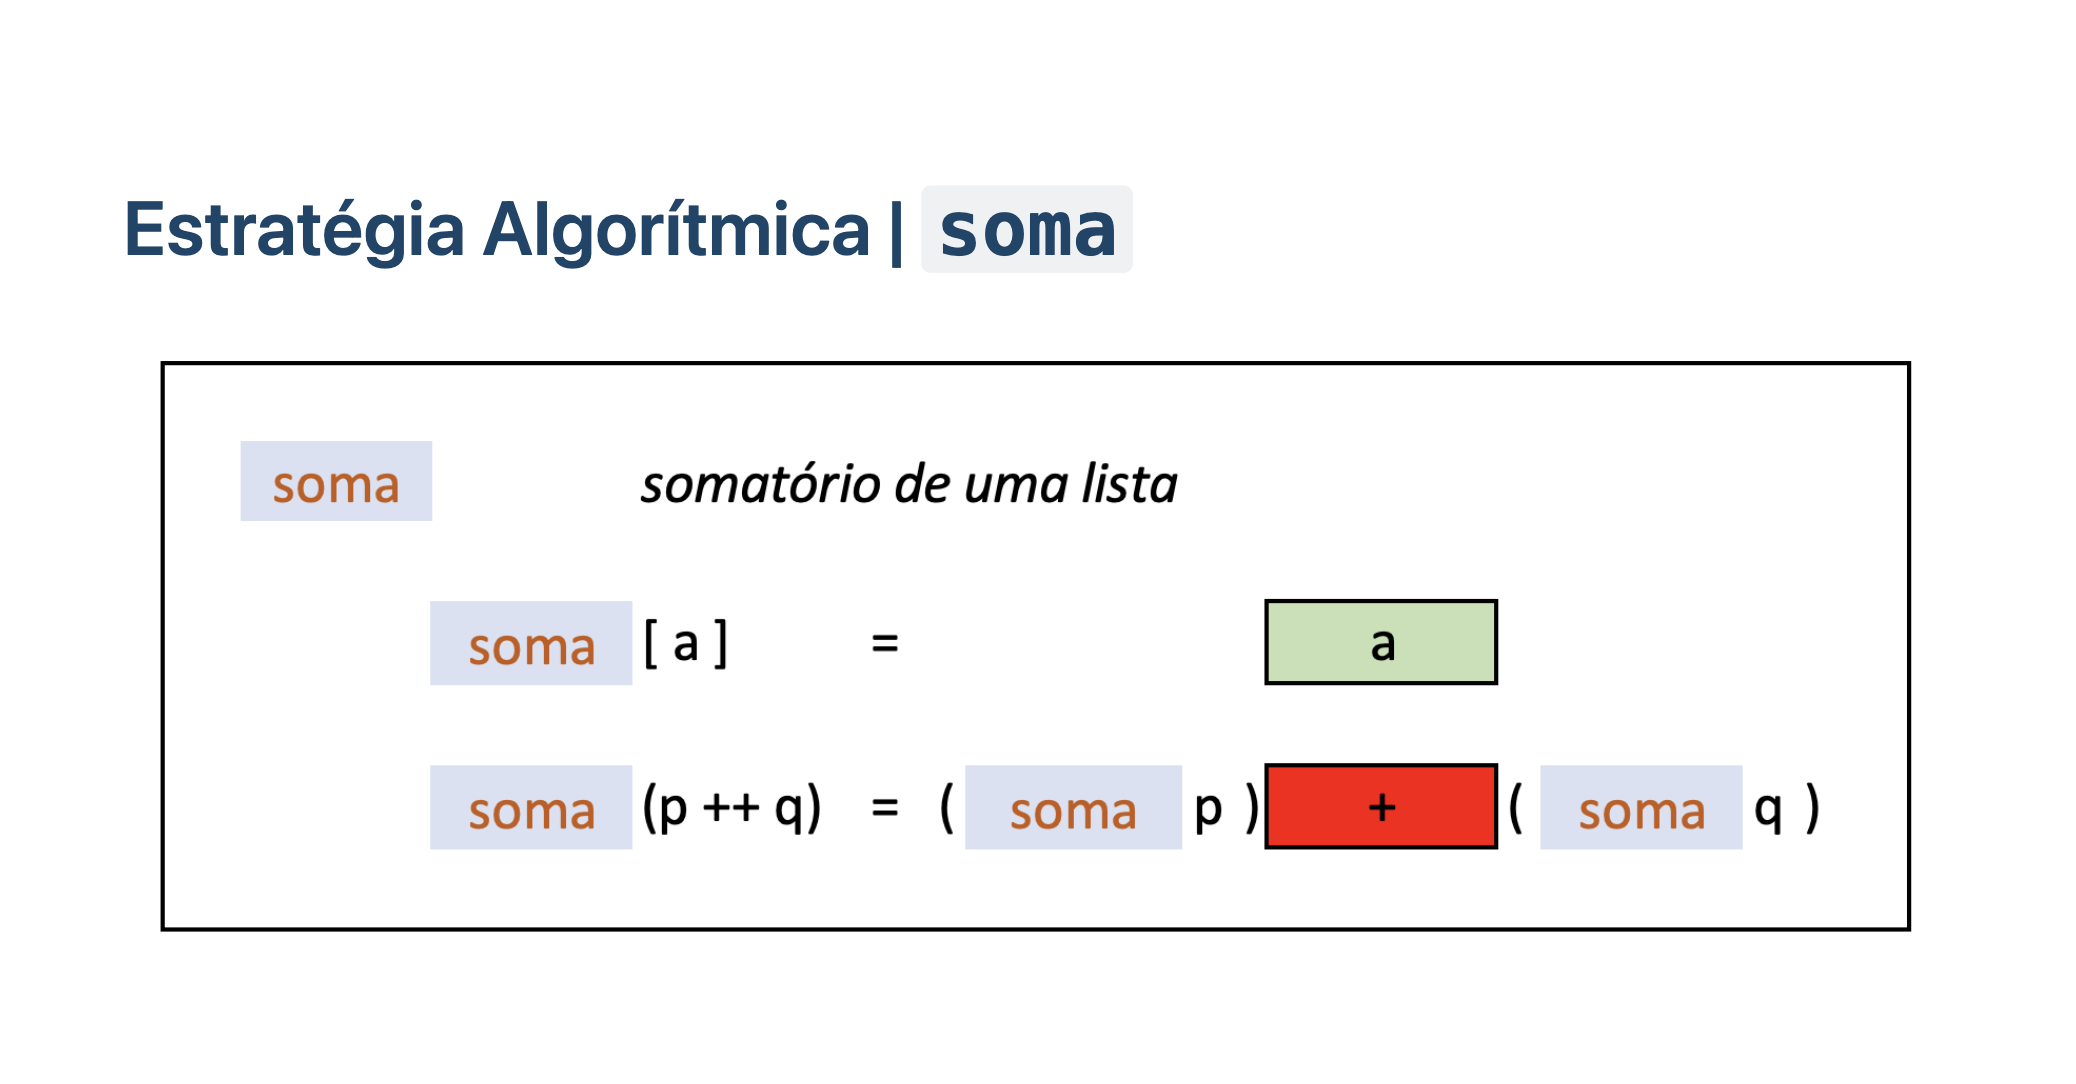 Estratégia Algorítmica | soma
soma somatório de uma lista
soma [ a ] = a
soma (p ++ q) = ( soma p ) + ( soma q )